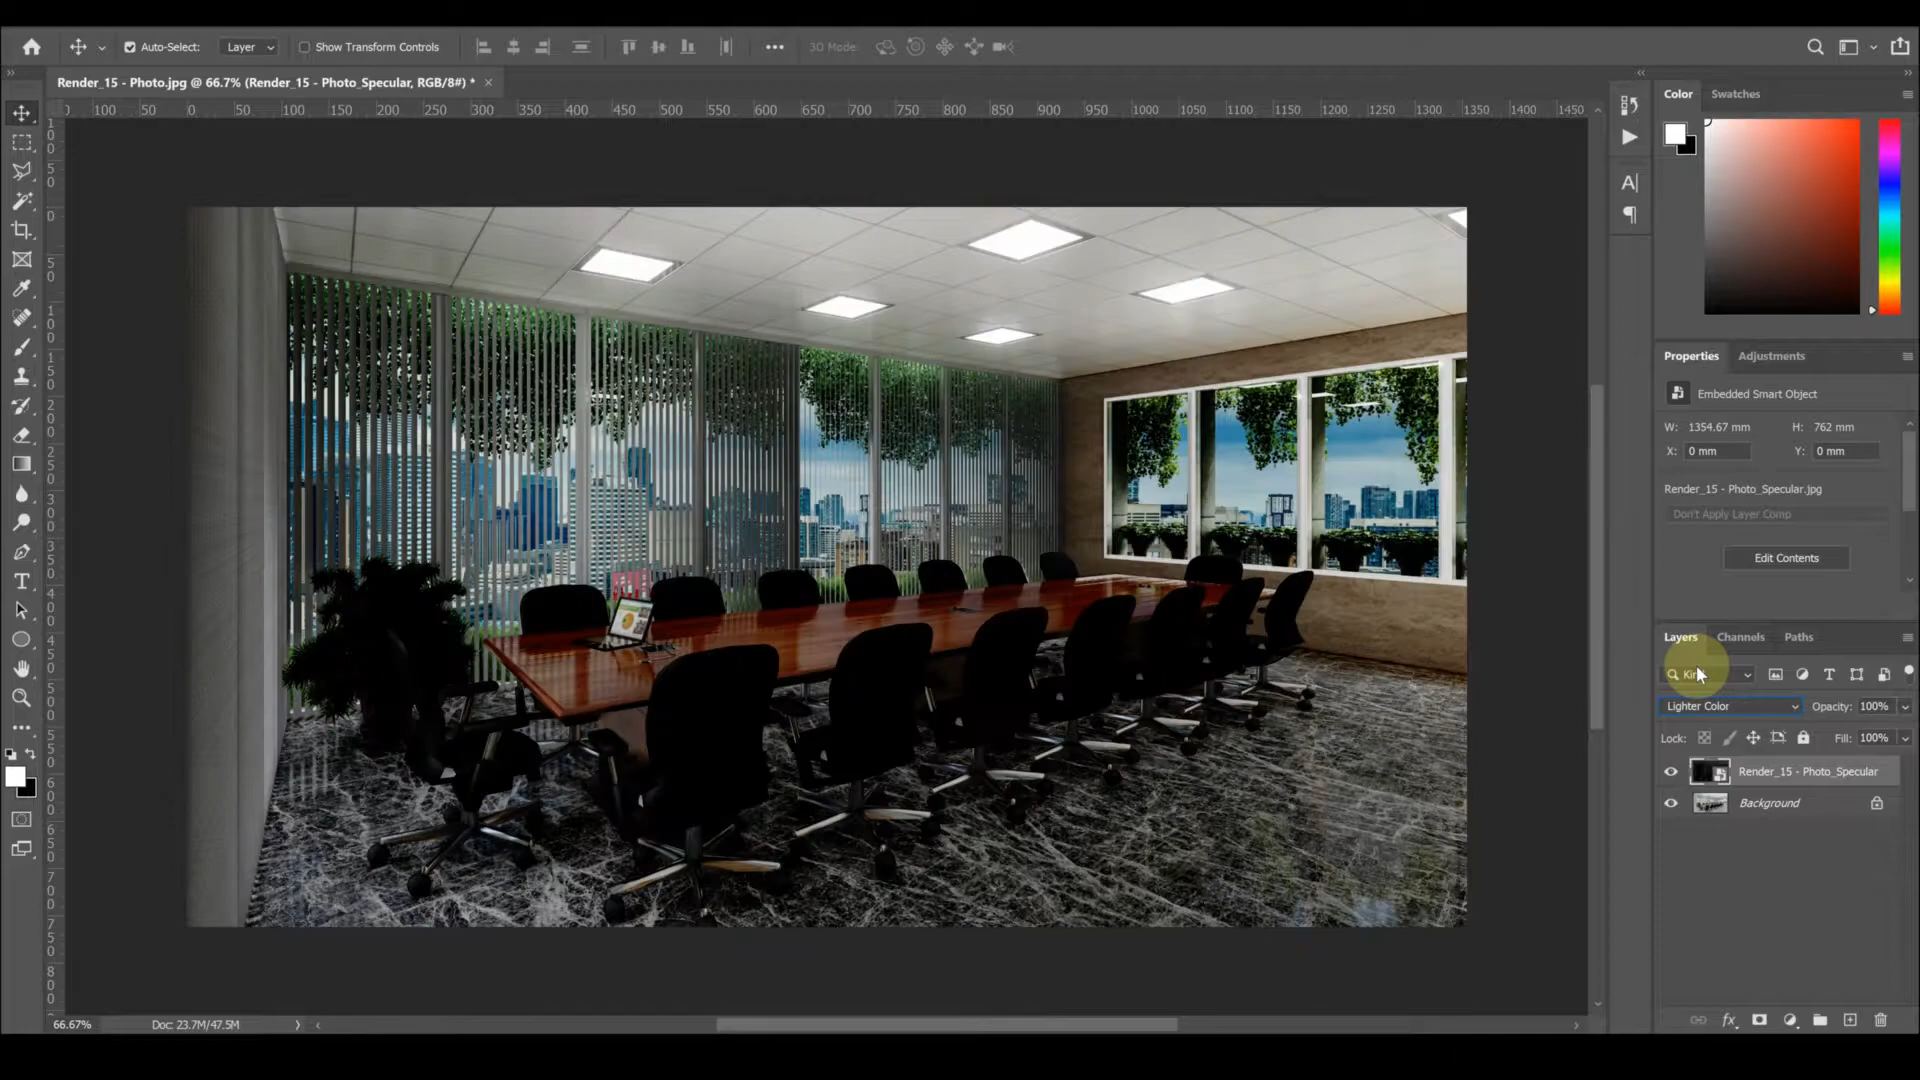 Auto-Select: Layer Show Transform Controls 3D Mode:
Render_15 - Photo.jpg @ 66.7% (Render_15 - Photo_Specular, RGB/8#) *
100 50 0 50 100 150 200 250 300 350 400 450 500 550 600 650 700 750 800 850 900 950 1000 1050 1100 1150 1200 1250 1300 1350 1400 1450
Color Swatches
Properties Adjustments
Embedded Smart Object
W: 1354.67 mm H: 762 mm
X: 0 mm Y: 0 mm
Render_15 - Photo_Specular.jpg
Don't Apply Layer Comp
Edit Contents
Layers Channels Paths
Lighter Color Opacity: 100%
Lock: Fill: 100%
Render_15 - Photo_Specular
Background
fx
66.67% Doc: 23.7M/47.5M